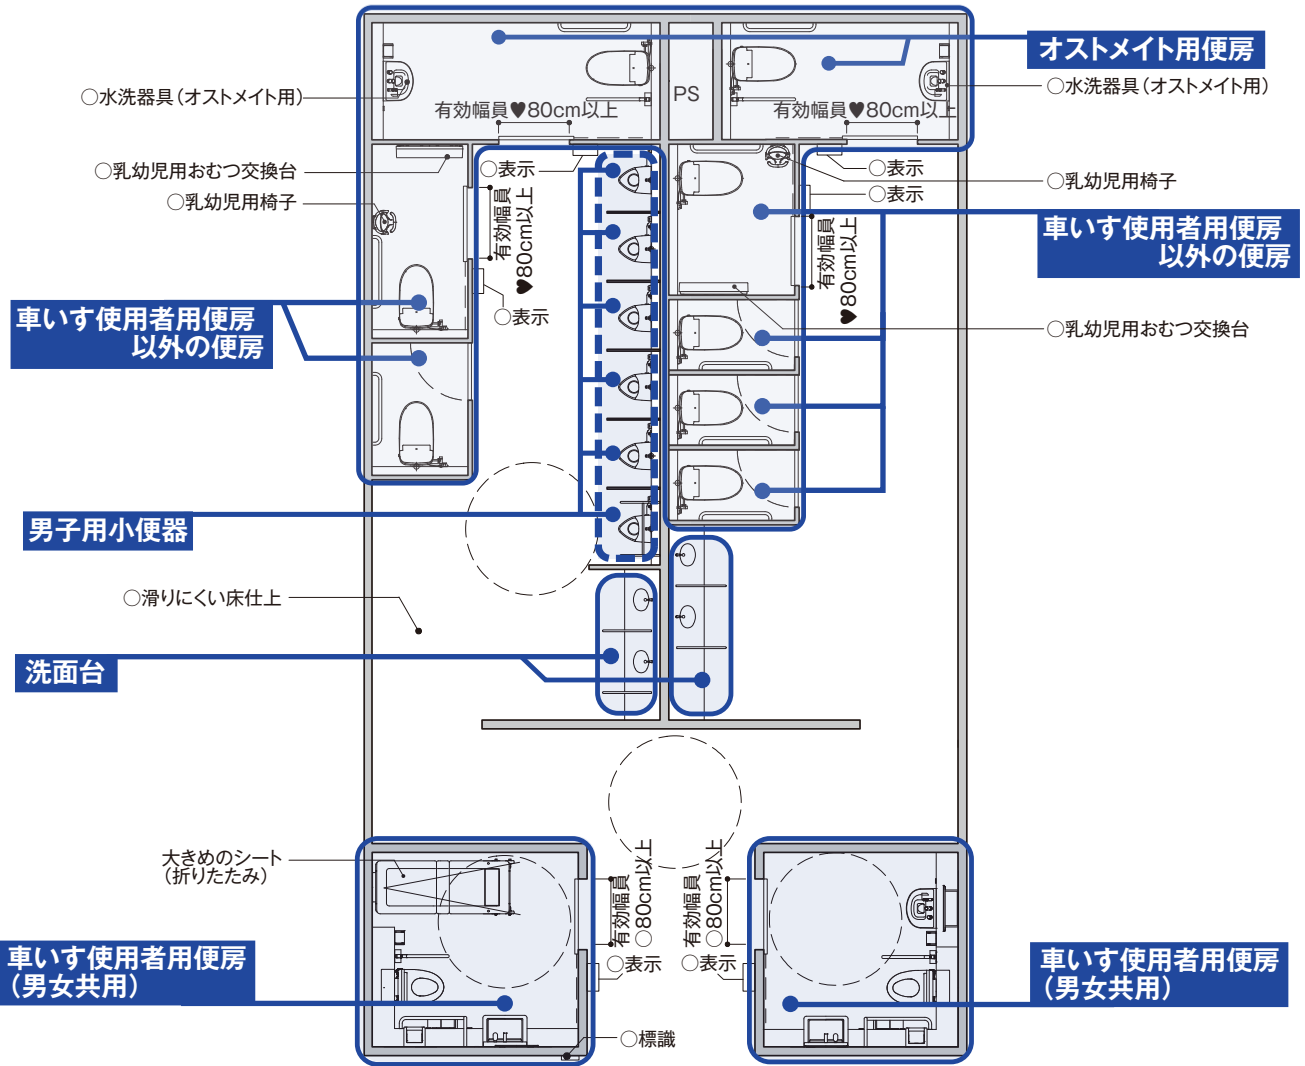 オストメイト用便房
○水洗器具(オストメイト用)
○水洗器具(オストメイト用)
PS
有効幅員♥80cm以上
有効幅員♥80cm以上
○乳幼児用おむつ交換台
○表示
○表示
○乳幼児用椅子
○表示
○乳幼児用椅子
有効幅員
♥80cm以上
有効幅員
♥80cm以上
車いす使用者用便房
以外の便房
車いす使用者用便房
以外の便房
○表示
○乳幼児用おむつ交換台
男子用小便器
○滑りにくい床仕上
洗面台
大きめのシート
(折りたたみ)
有効幅員
○80cm以上
有効幅員
○80cm以上
車いす使用者用便房
(男女共用)
○表示
○表示
車いす使用者用便房
(男女共用)
○標識